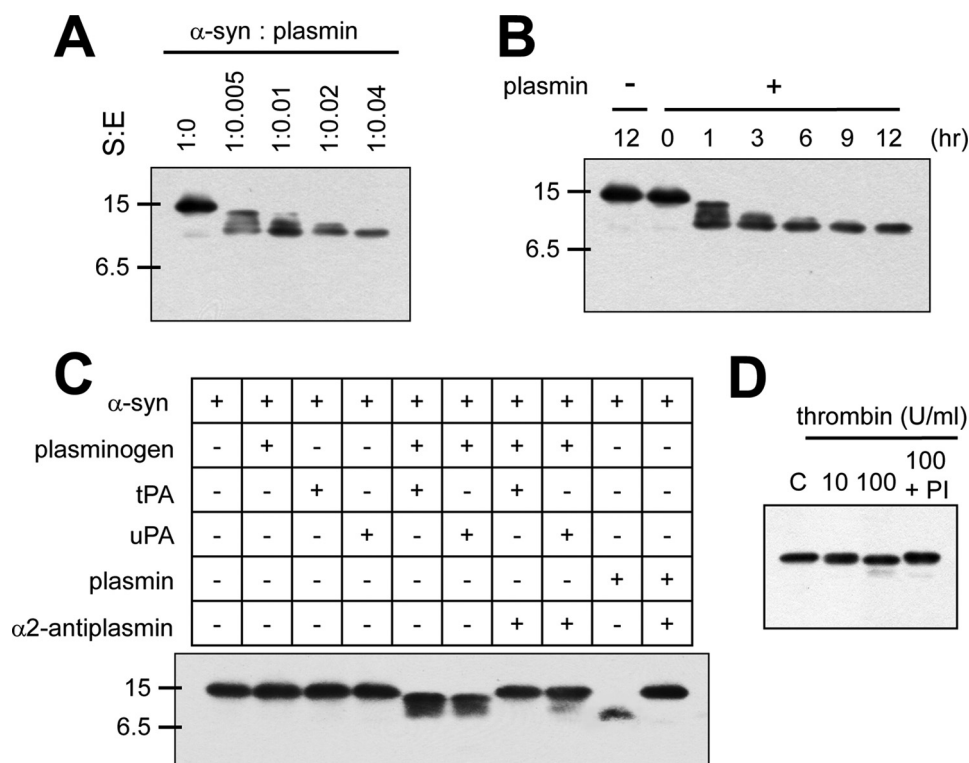 A
α-syn : plasmin
S:E
1:0 1:0.005 1:0.01 1:0.02 1:0.04
15
6.5
B
plasmin - +
12 0 1 3 6 9 12 (hr)
15
6.5
C
α-syn + + + + + + + + + +
plasminogen - + - - + + + + - -
tPA - - + - + - + - - -
uPA - - - + - + - + - -
plasmin - - - - - - - - + +
α2-antiplasmin - - - - - - + + - +
15
6.5
D
thrombin (U/ml)
C 10 100 100
+ PI